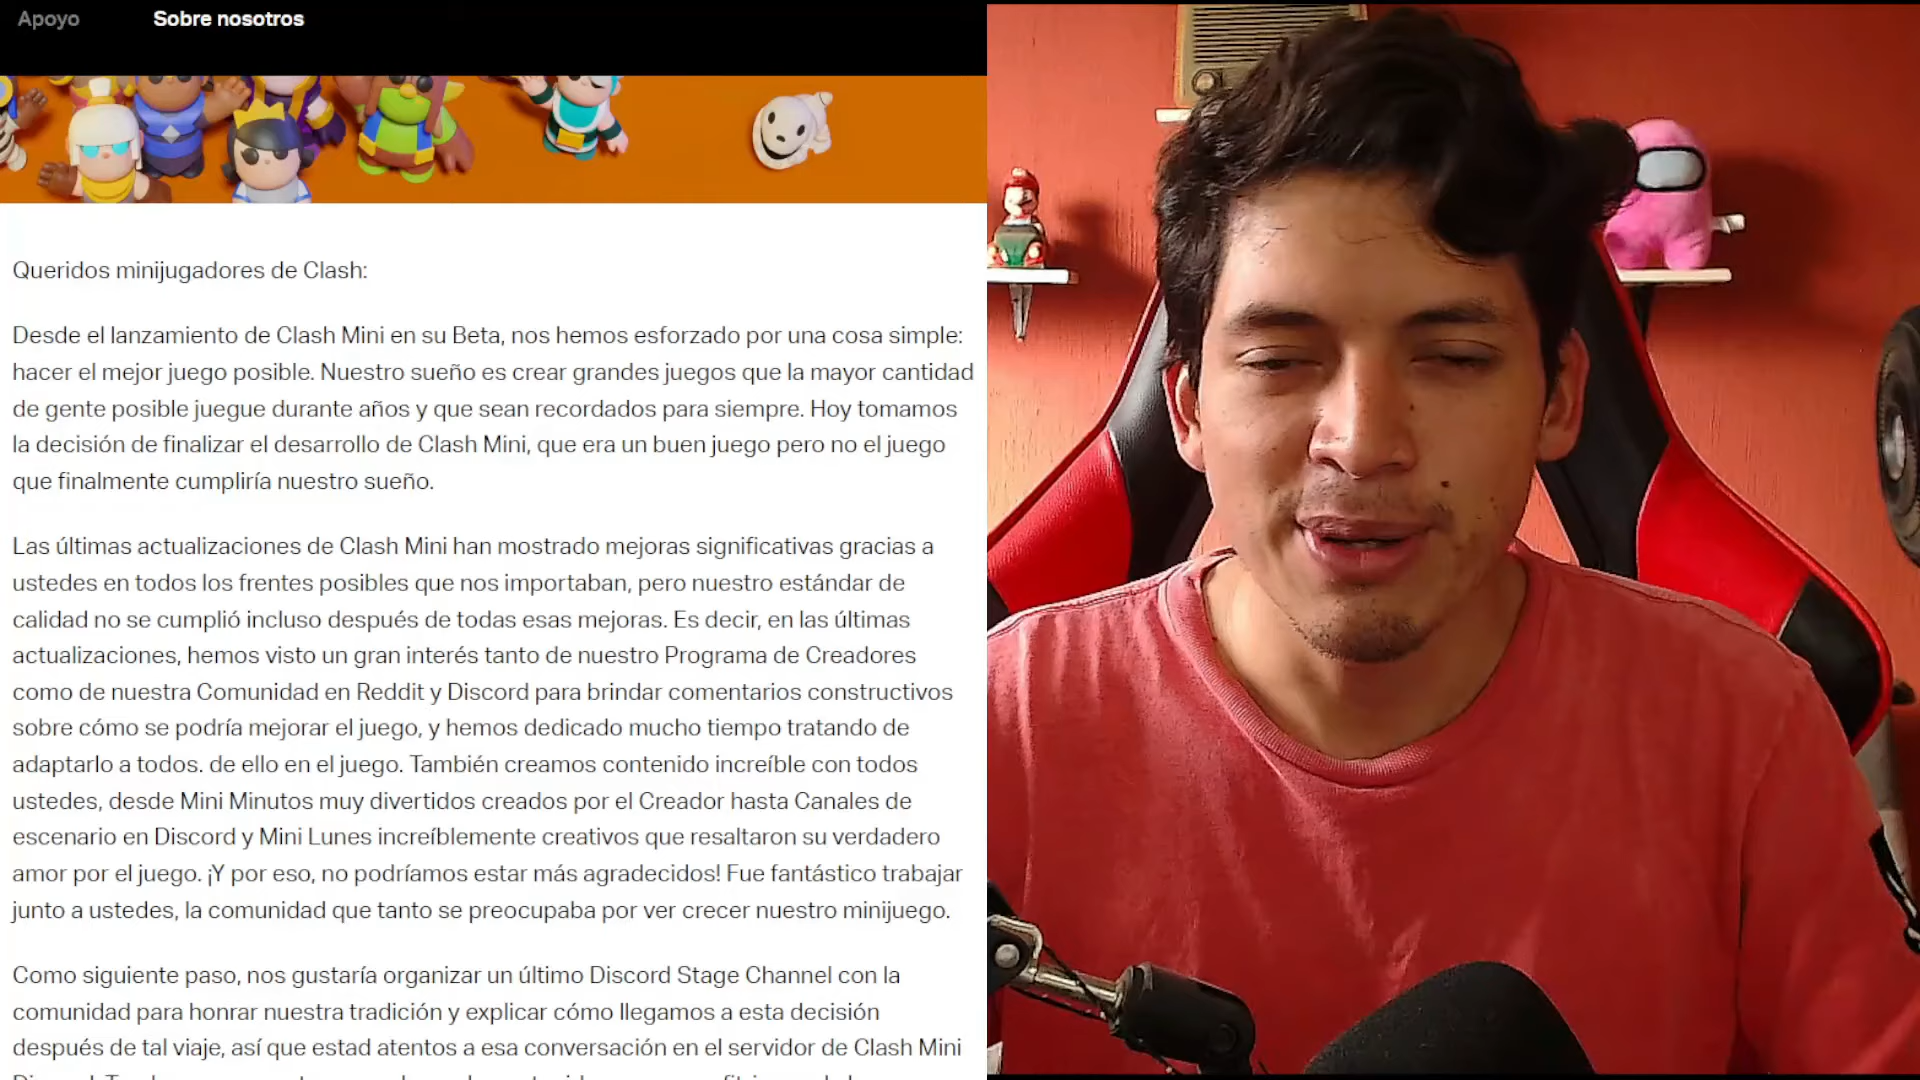 Apoyo
Sobre nosotros
Queridos minijugadores de Clash:
Desde el lanzamiento de Clash Mini en su Beta, nos hemos esforzado por una cosa simple:
hacer el mejor juego posible. Nuestro sueño es crear grandes juegos que la mayor cantidad
de gente posible juegue durante años y que sean recordados para siempre. Hoy tomamos
la decisión de finalizar el desarrollo de Clash Mini, que era un buen juego pero no el juego
que finalmente cumpliría nuestro sueño.
Las últimas actualizaciones de Clash Mini han mostrado mejoras significativas gracias a
ustedes en todos los frentes posibles que nos importaban, pero nuestro estándar de
calidad no se cumplió incluso después de todas esas mejoras. Es decir, en las últimas
actualizaciones, hemos visto un gran interés tanto de nuestro Programa de Creadores
como de nuestra Comunidad en Reddit y Discord para brindar comentarios constructivos
sobre cómo se podría mejorar el juego, y hemos dedicado mucho tiempo tratando de
adaptarlo a todos. de ello en el juego. También creamos contenido increíble con todos
ustedes, desde Mini Minutos muy divertidos creados por el Creador hasta Canales de
escenario en Discord y Mini Lunes increíblemente creativos que resaltaron su verdadero
amor por el juego. ¡Y por eso, no podríamos estar más agradecidos! Fue fantástico trabajar
junto a ustedes, la comunidad que tanto se preocupaba por ver crecer nuestro minijuego.
Como siguiente paso, nos gustaría organizar un último Discord Stage Channel con la
comunidad para honrar nuestra tradición y explicar cómo llegamos a esta decisión
después de tal viaje, así que estad atentos a esa conversación en el servidor de Clash Mini